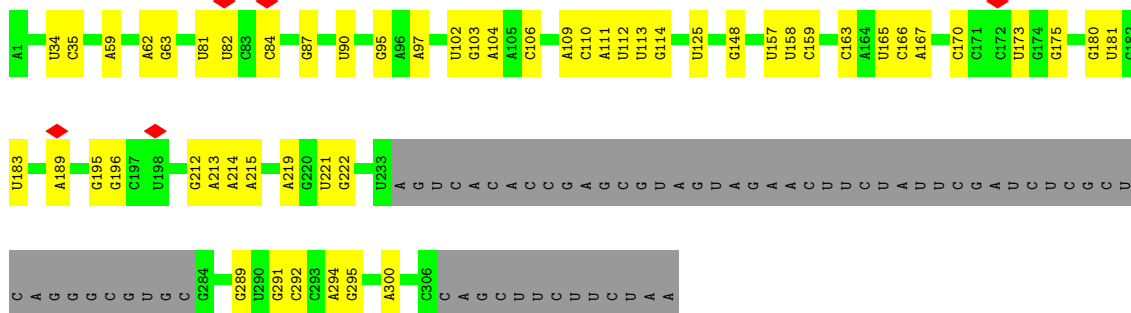 A1 U34 C35 A59 A62 G63 U81 U82 C83 C84 G87 U90 G95 A96 A97 U102 G103 A104 A105 C106 A109 C110 A111 U112 U113 G114 U125 G148 U157 U158 C159 C163 A164 U165 C166 A167 C170 C171 C172 U173 G174 G175 G180 U181 G182
U183 A189 G195 G196 C197 U198 G212 A213 A214 A215 A219 G220 U221 G222 U233 A G U C A C A C C G A G C G U A G U A G A A C U U C U A U U C G A U C U C G C U
C A G G G C G U G C G284 G289 U290 G291 C292 C293 A294 G295 A300 C306 C A G C U U C U U C U A A